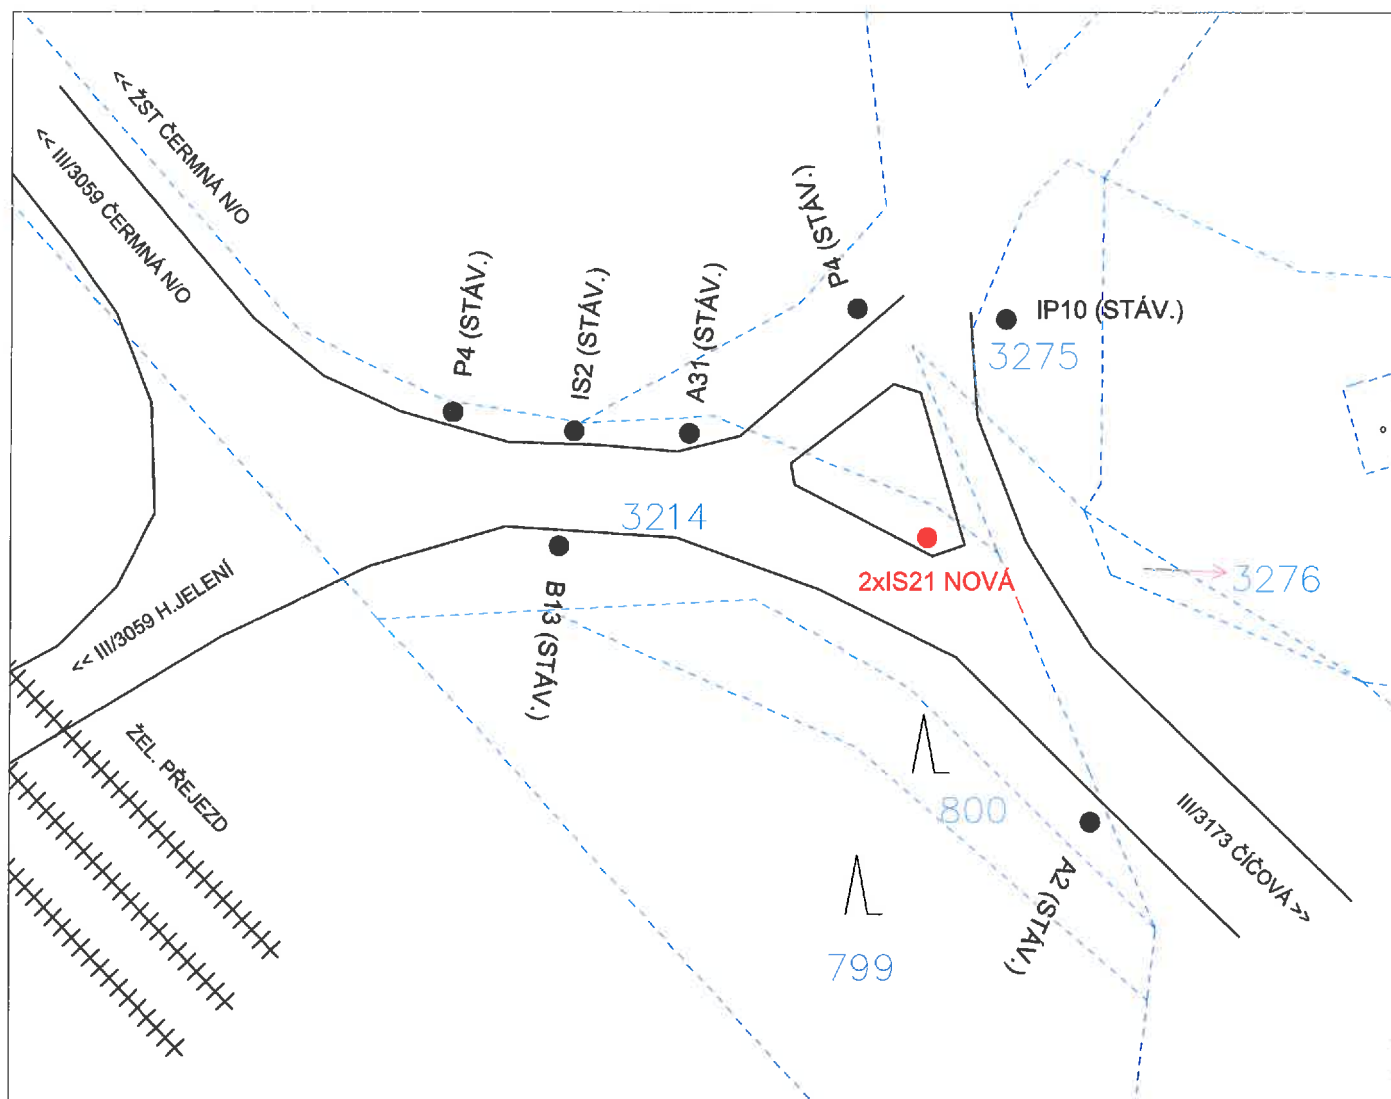 << ŽST ČERMNÁ N/O
<< III/3059 ČERMNÁ N/O
P4 (STÁV.)
IS2 (STÁV.)
A31 (STÁV.)
P4 (STÁV.)
IP10 (STÁV.)
3275
3214
2xIS21 NOVÁ
3276
<< III/3059 H.JELENÍ
B13 (STÁV.)
ŽEL. PŘEJEZD
800
III/3173 ČÍČOVÁ >>
A2 (STÁV.)
799